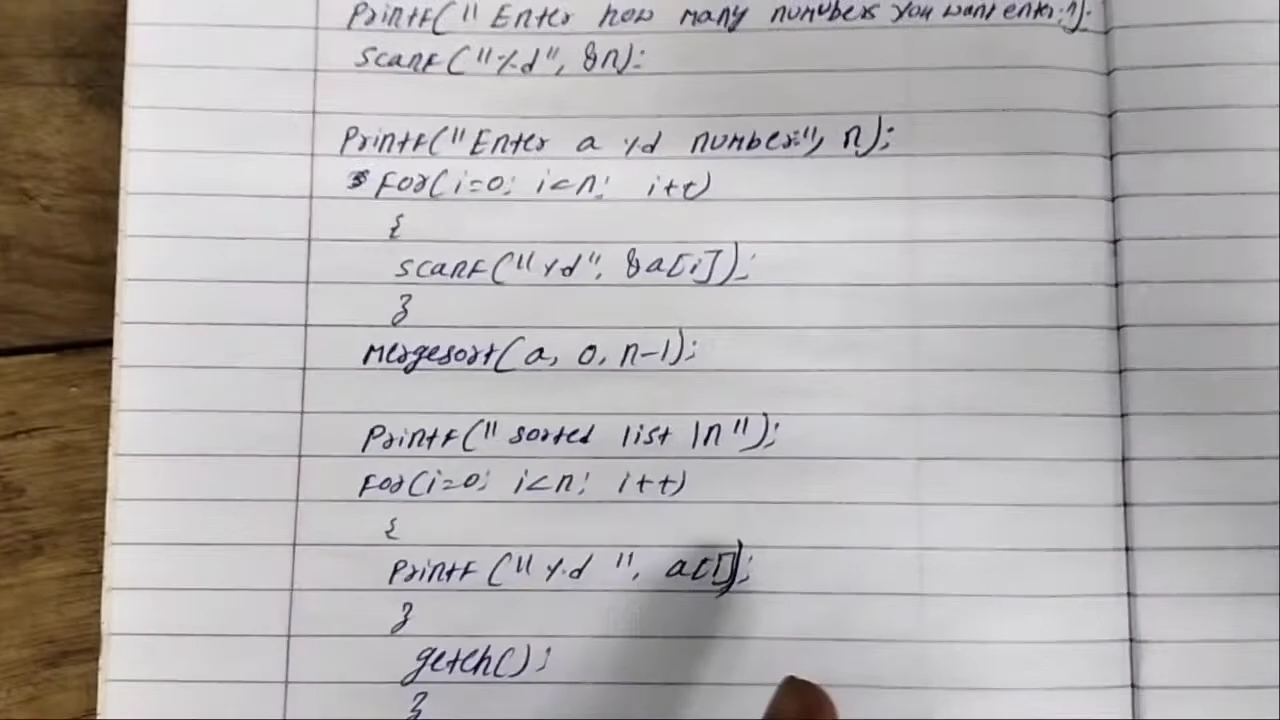 Printf(" Enter how many numbers you want enter:");
scanf("%d", &n);
Printf("Enter a %d number:", n);
for(i=0; i<n; i++)
{
scanf("%d", &a[i]);
}
mergesort(a, 0, n-1);
Printf(" sorted list \n");
for(i=0; i<n; i++)
{
Printf("%d ", a[i]);
}
getch();
}